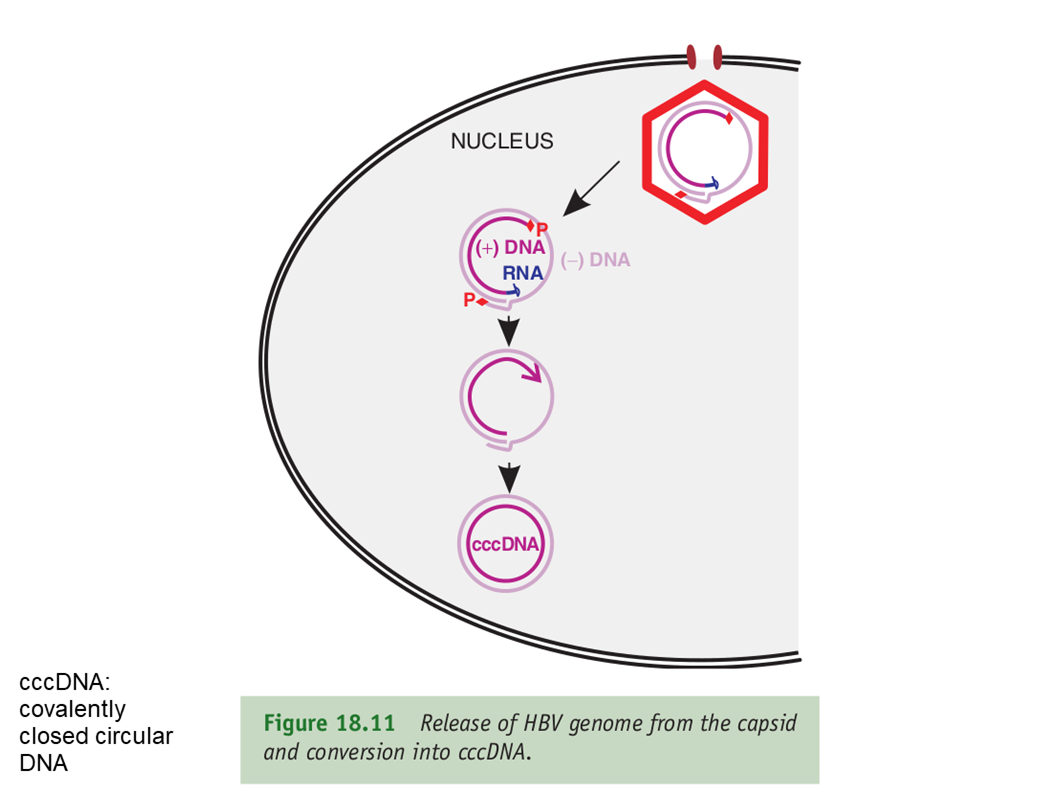 NUCLEUS
P
(+) DNA
(–) DNA
RNA
P
cccDNA
cccDNA:
covalently
closed circular
DNA
Figure 18.11 Release of HBV genome from the capsid
and conversion into cccDNA.